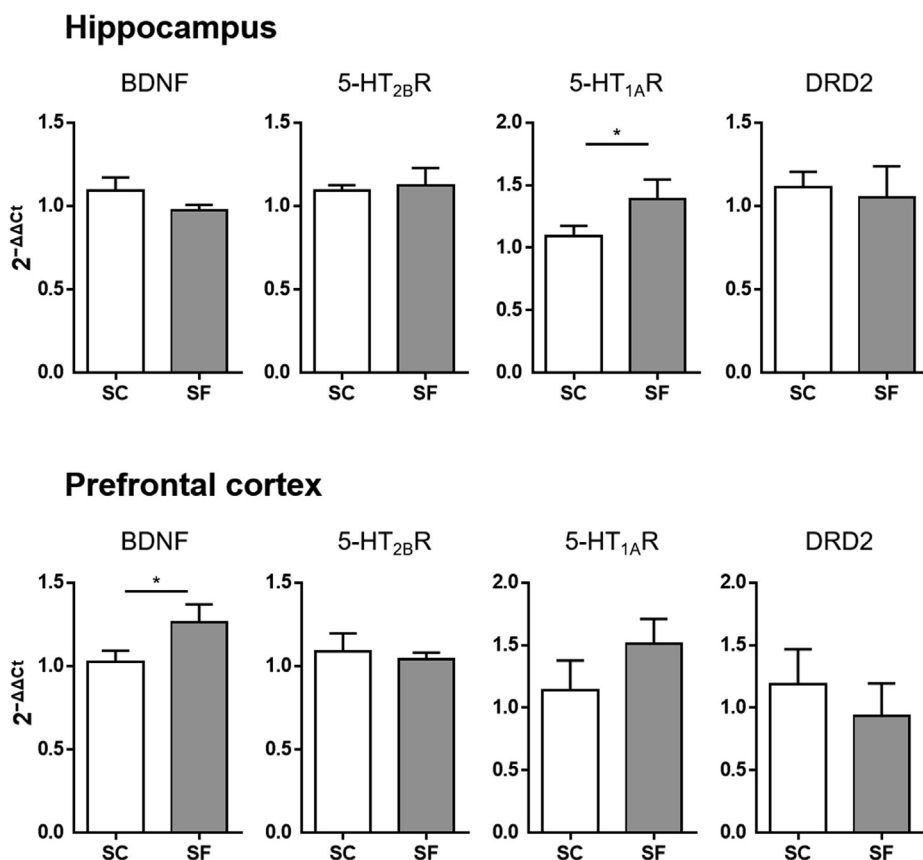 Hippocampus
BDNF 5-HT2BR 5-HT1AR DRD2
1.5 1.5 2.0 1.5
* 
1.5
1.0 1.0 1.0
2−ΔΔCt
1.0
0.5 0.5 0.5 0.5
0.0 0.0 0.0 0.0
SC SF SC SF SC SF SC SF
Prefrontal cortex
BDNF 5-HT2BR 5-HT1AR DRD2
1.5 1.5 2.0 2.0
*
1.5 1.5
1.0 1.0
2−ΔΔCt
1.0 1.0
0.5 0.5 0.5 0.5
0.0 0.0 0.0 0.0
SC SF SC SF SC SF SC SF